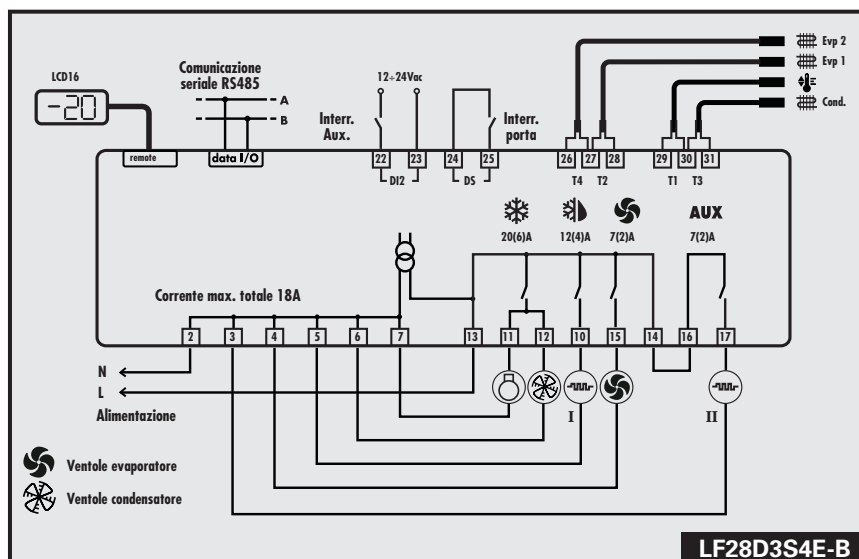 LCD16
-20
Comunicazione
seriale RS485
A
B
12÷24Vac
Interr.
Aux.
Interr.
porta
Evp 2
Evp 1
Cond.
remote
data I/O
22 23 24 25 26 27 28 29 30 31
DI2 DS T4 T2 T1 T3
AUX
20(6)A 12(4)A 7(2)A 7(2)A
Corrente max. totale 18A
2 3 4 5 6 7 13 11 12 10 15 14 16 17
N
L
Alimentazione
I
II
Ventole evaporatore
Ventole condensatore
LF28D3S4E-B